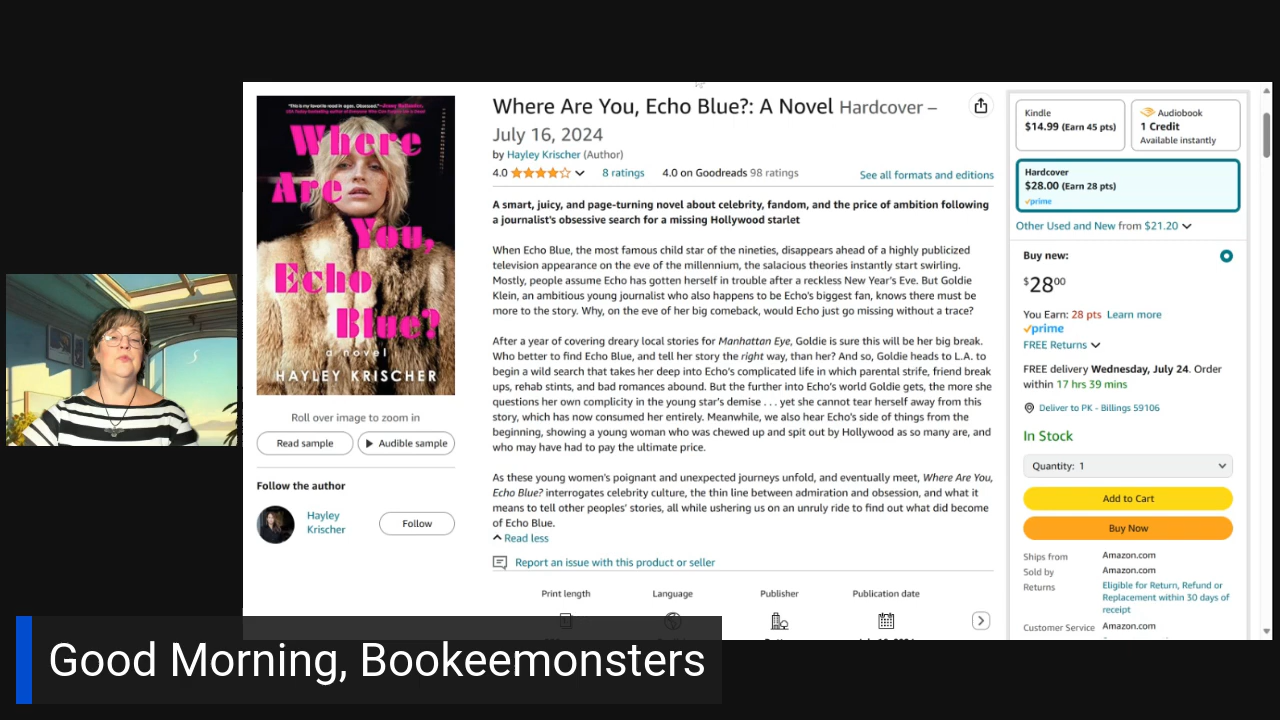 "This is my favorite read in ages. Obsessed."
Where
Are
You,
Echo
Blue?
a novel
HAYLEY KRISCHER
Roll over image to zoom in
Read sample
Audible sample
Follow the author
Hayley
Krischer
Follow
Where Are You, Echo Blue?: A Novel Hardcover –
July 16, 2024
by Hayley Krischer (Author)
4.0 8 ratings 4.0 on Goodreads 98 ratings
See all formats and editions
A smart, juicy, and page-turning novel about celebrity, fandom, and the price of ambition following
a journalist's obsessive search for a missing Hollywood starlet
When Echo Blue, the most famous child star of the nineties, disappears ahead of a highly publicized
television appearance on the eve of the millennium, the salacious theories instantly start swirling.
Mostly, people assume Echo has gotten herself in trouble after a reckless New Year's Eve. But Goldie
Klein, an ambitious young journalist who also happens to be Echo's biggest fan, knows there must be
more to the story. Why, on the eve of her big comeback, would Echo just go missing without a trace?
After a year of covering dreary local stories for Manhattan Eye, Goldie is sure this will be her big break.
Who better to find Echo Blue, and tell her story the right way, than her? And so, Goldie heads to L.A. to
begin a wild search that takes her deep into Echo's complicated life in which parental strife, friend break
ups, rehab stints, and bad romances abound. But the further into Echo's world Goldie gets, the more she
questions her own complicity in the young star's demise . . . yet she cannot tear herself away from this
story, which has now consumed her entirely. Meanwhile, we also hear Echo's side of things from the
beginning, showing a young woman who was chewed up and spit out by Hollywood as so many are, and
who may have had to pay the ultimate price.
As these young women's poignant and unexpected journeys unfold, and eventually meet, Where Are You,
Echo Blue? interrogates celebrity culture, the thin line between admiration and obsession, and what it
means to tell other peoples' stories, all while ushering us on an unruly ride to find out what did become
of Echo Blue.
Read less
Report an issue with this product or seller
Print length
Language
Publisher
Publication date
Kindle
$14.99 (Earn 45 pts)
Audiobook
1 Credit
Available instantly
Hardcover
$28.00 (Earn 28 pts)
prime
Other Used and New from $21.20
Buy new:
$28 00
You Earn: 28 pts Learn more
prime
FREE Returns
FREE delivery Wednesday, July 24. Order
within 17 hrs 39 mins
Deliver to PK - Billings 59106
In Stock
Quantity: 1
Add to Cart
Buy Now
Ships from Amazon.com
Sold by Amazon.com
Returns Eligible for Return, Refund or
Replacement within 30 days of
receipt
Customer Service Amazon.com
Good Morning, Bookeemonsters